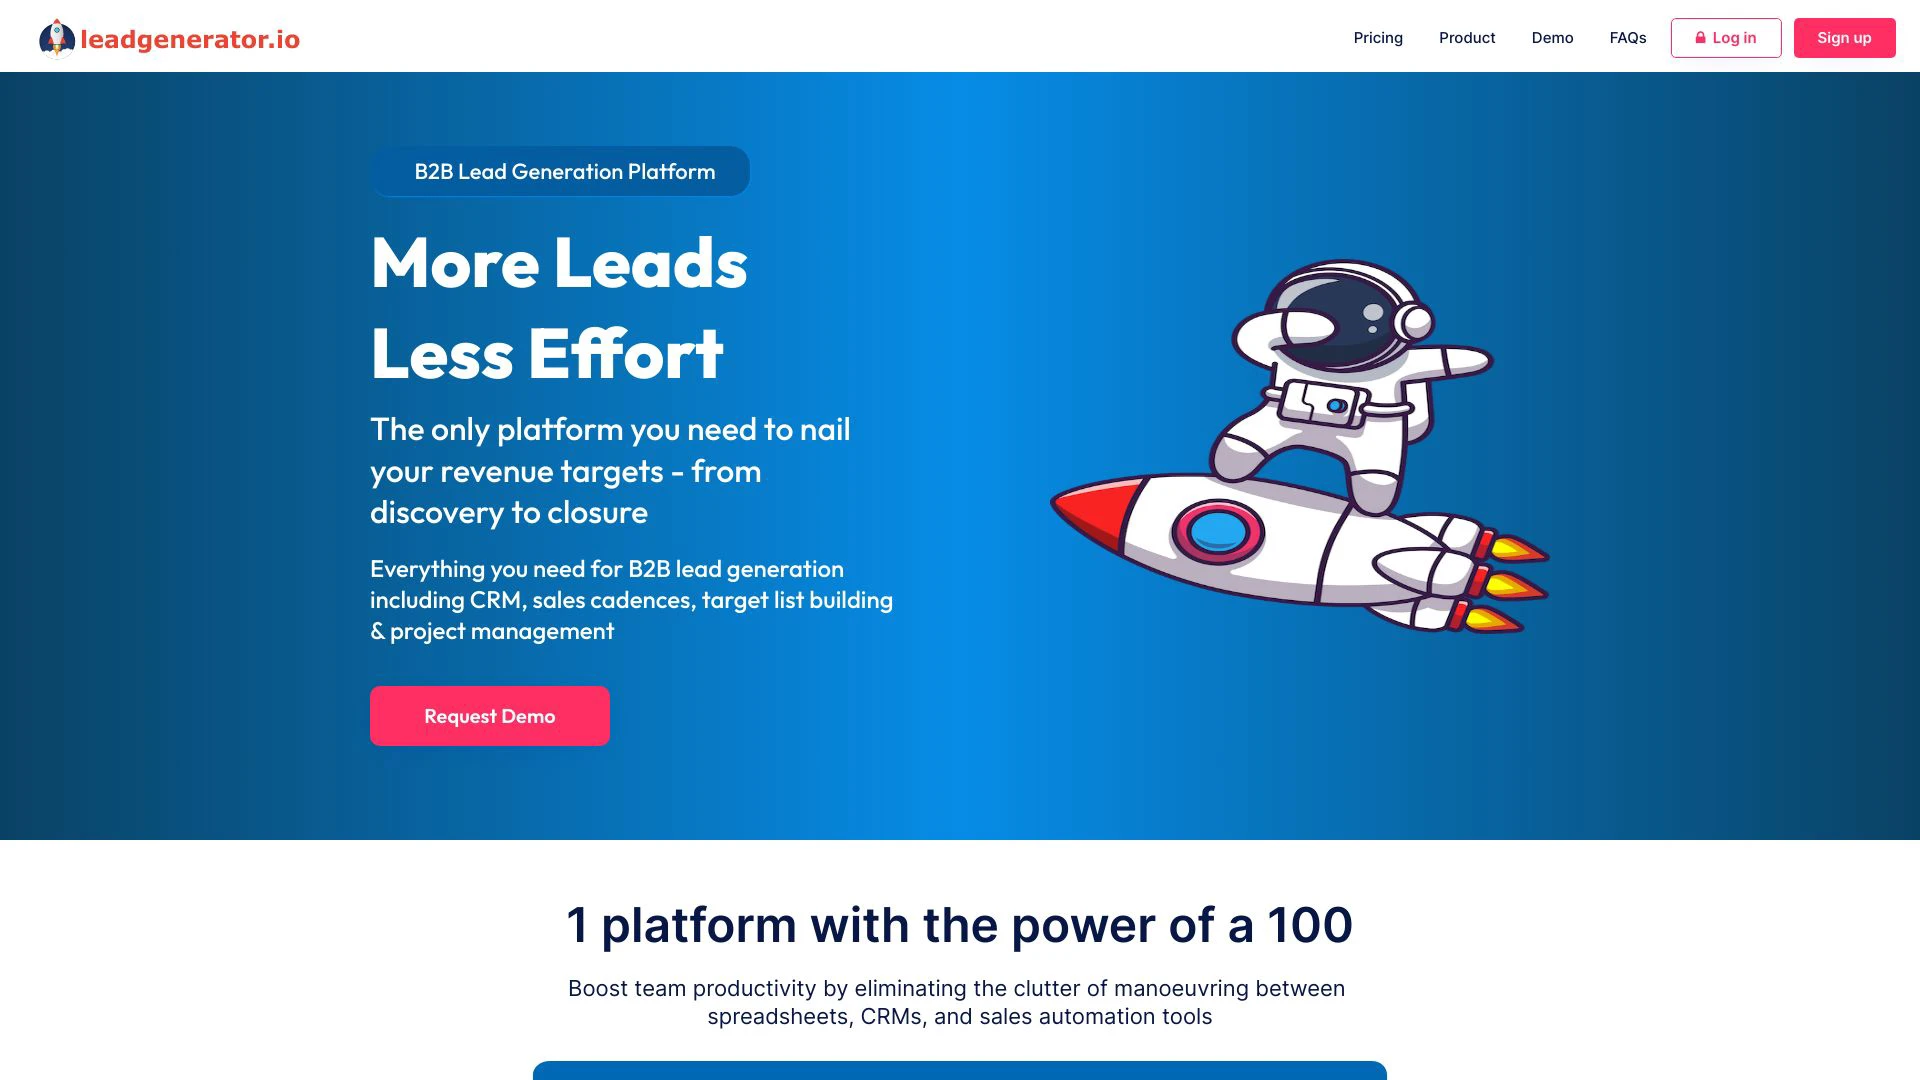 leadgenerator.io
Pricing
Product
Demo
FAQs
Log in
Sign up
B2B Lead Generation Platform
More Leads
Less Effort
The only platform you need to nail
your revenue targets - from
discovery to closure
Everything you need for B2B lead generation
including CRM, sales cadences, target list building
& project management
Request Demo
1 platform with the power of a 100
Boost team productivity by eliminating the clutter of manoeuvring between
spreadsheets, CRMs, and sales automation tools